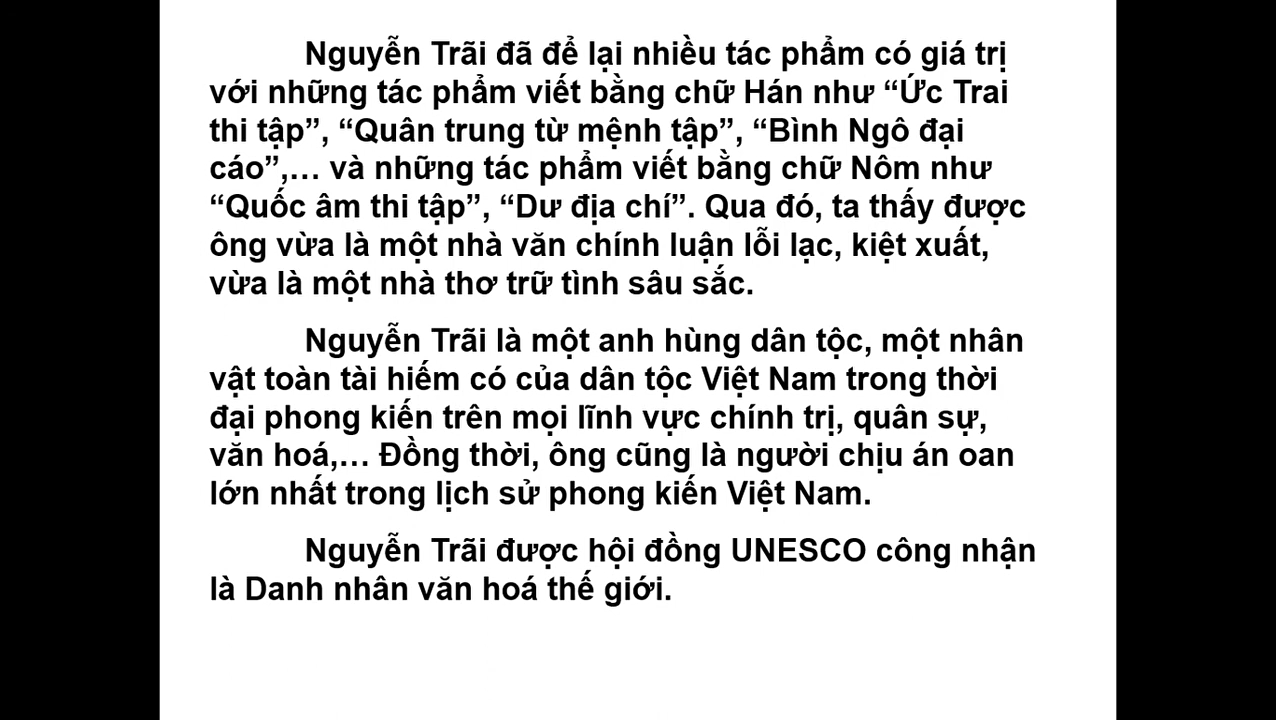 Nguyễn Trãi đã để lại nhiều tác phẩm có giá trị
với những tác phẩm viết bằng chữ Hán như “Ức Trai
thi tập”, “Quân trung từ mệnh tập”, “Bình Ngô đại
cáo”,… và những tác phẩm viết bằng chữ Nôm như
“Quốc âm thi tập”, “Dư địa chí”. Qua đó, ta thấy được
ông vừa là một nhà văn chính luận lỗi lạc, kiệt xuất,
vừa là một nhà thơ trữ tình sâu sắc.
Nguyễn Trãi là một anh hùng dân tộc, một nhân
vật toàn tài hiếm có của dân tộc Việt Nam trong thời
đại phong kiến trên mọi lĩnh vực chính trị, quân sự,
văn hoá,… Đồng thời, ông cũng là người chịu án oan
lớn nhất trong lịch sử phong kiến Việt Nam.
Nguyễn Trãi được hội đồng UNESCO công nhận
là Danh nhân văn hoá thế giới.